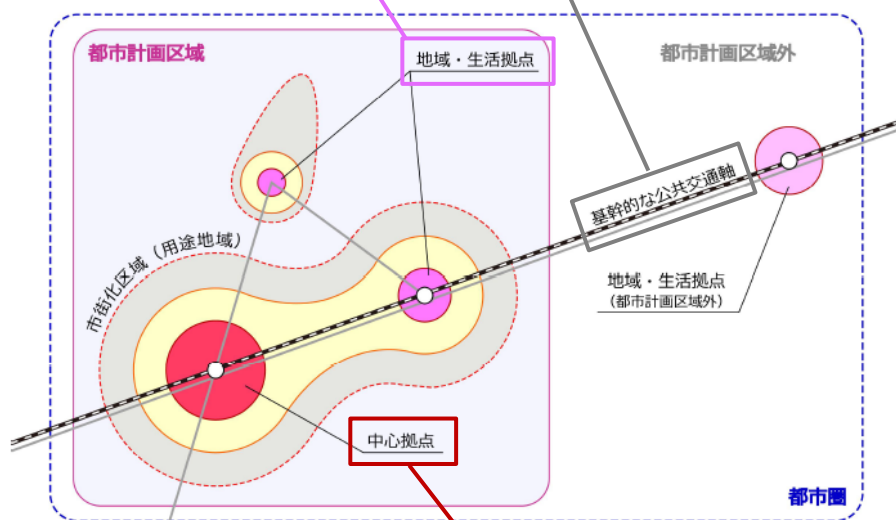 都市計画区域
地域・生活拠点
都市計画区域外
基幹的な公共交通軸
市街化区域（用途地域）
地域・生活拠点
（都市計画区域外）
中心拠点
都市圏